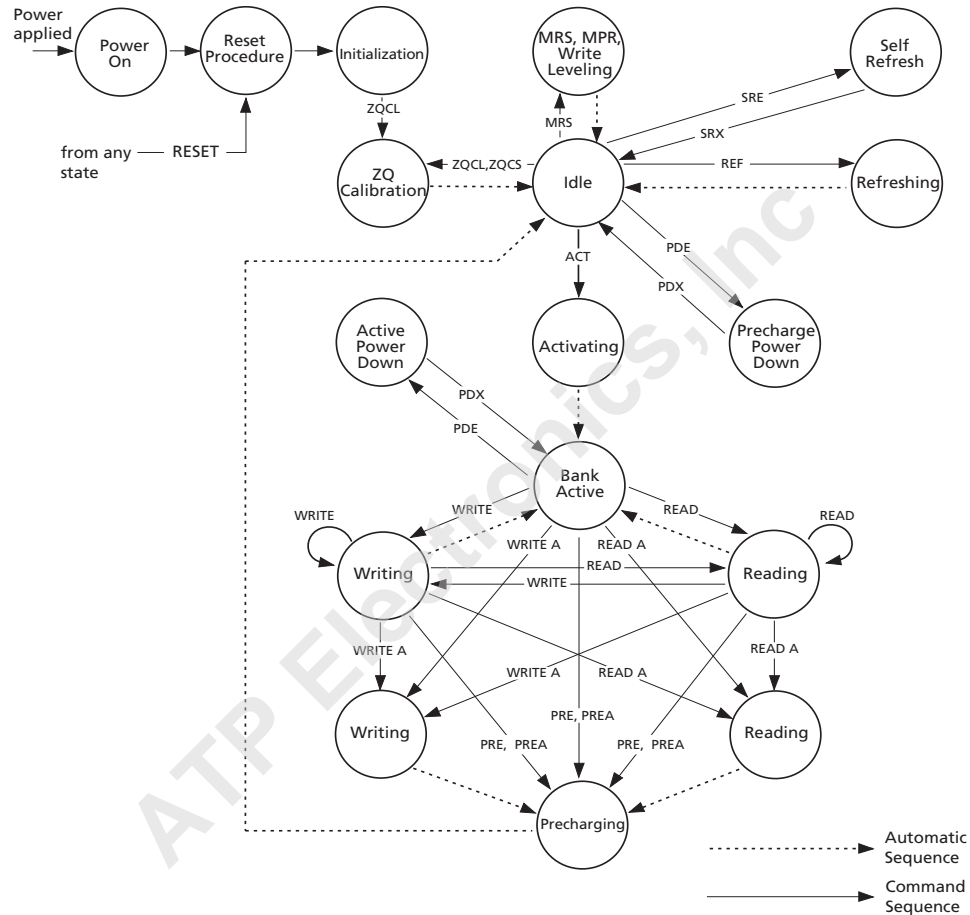 Power
applied
Power
On
Reset
Procedure
Initialization
MRS, MPR,
Write
Leveling
Self
Refresh
from any
state
RESET
ZQCL
MRS
SRE
SRX
ZQ
Calibration
ZQCL,ZQCS
Idle
REF
Refreshing
ACT
PDE
PDX
Active
Power
Down
Activating
Precharge
Power
Down
PDX
PDE
Bank
Active
WRITE
WRITE
READ
READ
WRITE A
READ A
Writing
READ
WRITE
Reading
WRITE A
WRITE A
READ A
READ A
Writing
PRE, PREA
PRE, PREA
PRE, PREA
Reading
Precharging
Automatic
Sequence
Command
Sequence
ATP Electronics, Inc